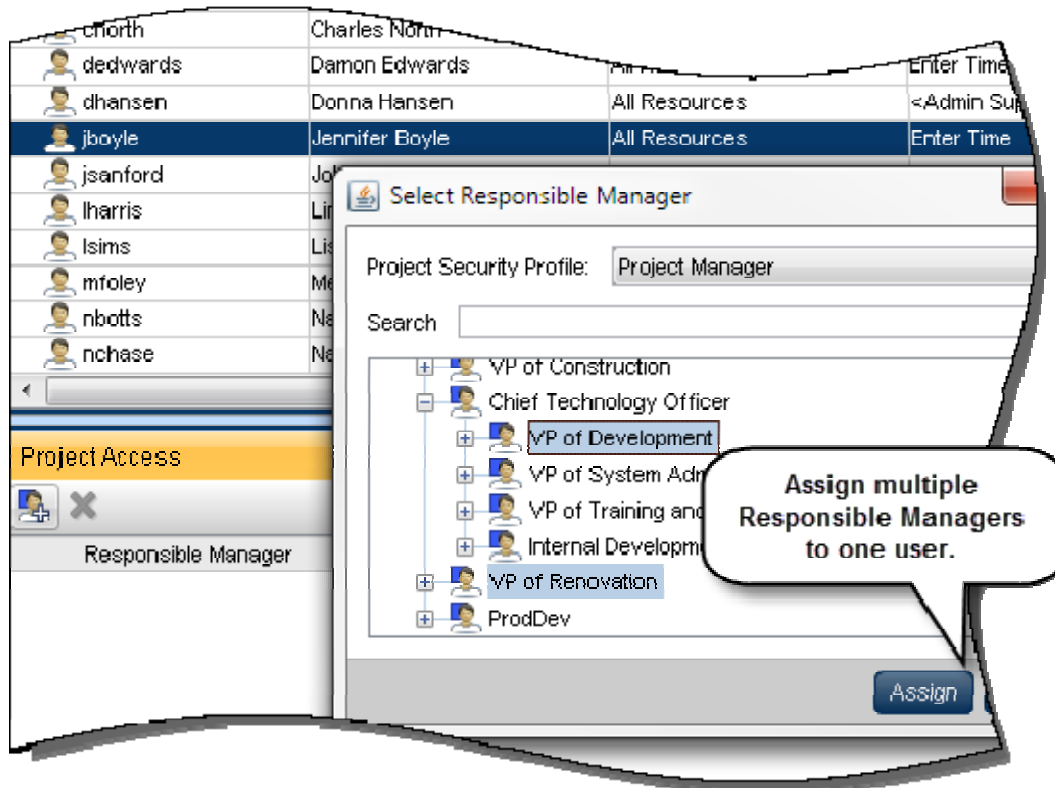 cnorth Charles North
dedwards Damon Edwards Enter Time
dhansen Donna Hansen All Resources <Admin Sup
jboyle Jennifer Boyle All Resources Enter Time
jsanford
lharris
lsims
mfoley
nbotts
nchase
Select Responsible Manager
Project Security Profile: Project Manager
Search
VP of Construction
Chief Technology Officer
VP of Development
VP of System Adm
VP of Training and
Internal Developm
VP of Renovation
ProdDev
Assign
Project Access
Responsible Manager
Assign multiple
Responsible Managers
to one user.